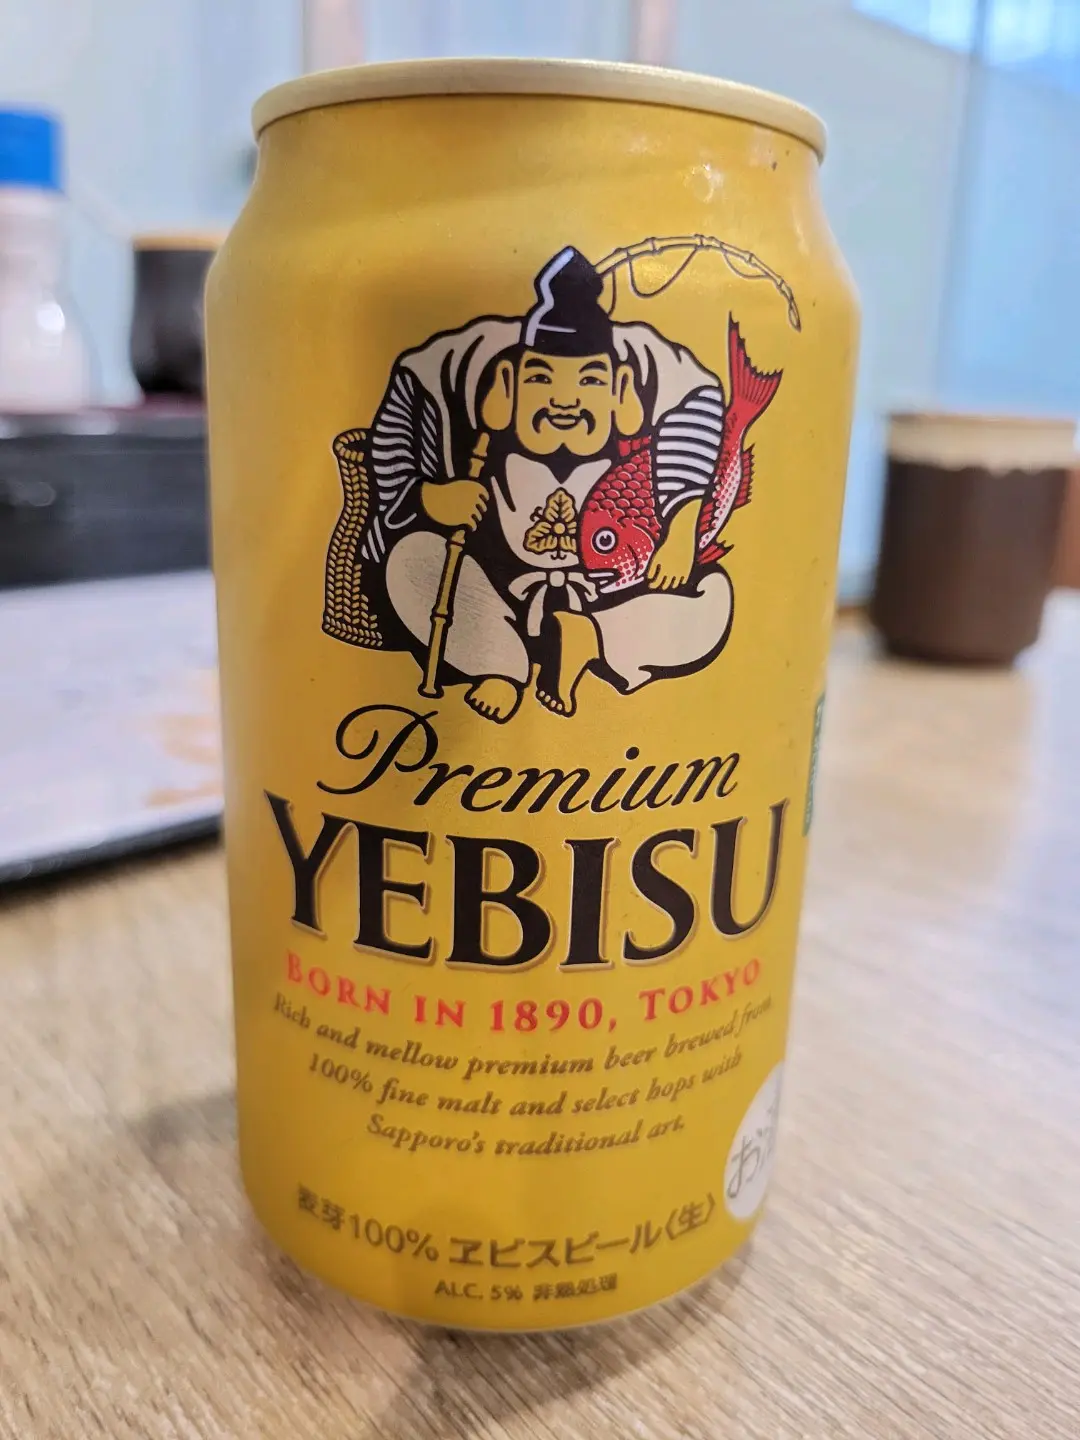 Premium
YEBISU
BORN IN 1890, TOKYO
Rich and mellow premium beer brewed from
100% fine malt and select hops with
Sapporo's traditional art.
麦芽100% ヱビスビール〈生〉
ALC. 5% 非熱処理